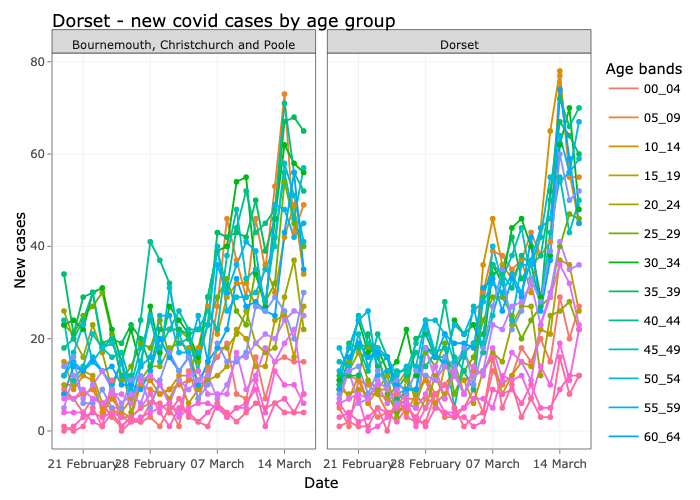 Dorset - new covid cases by age group
Bournemouth, Christchurch and Poole
Dorset
80
60
40
20
0
New cases
21 February
28 February
07 March
14 March
21 February
28 February
07 March
14 March
Date
Age bands
00_04
05_09
10_14
15_19
20_24
25_29
30_34
35_39
40_44
45_49
50_54
55_59
60_64